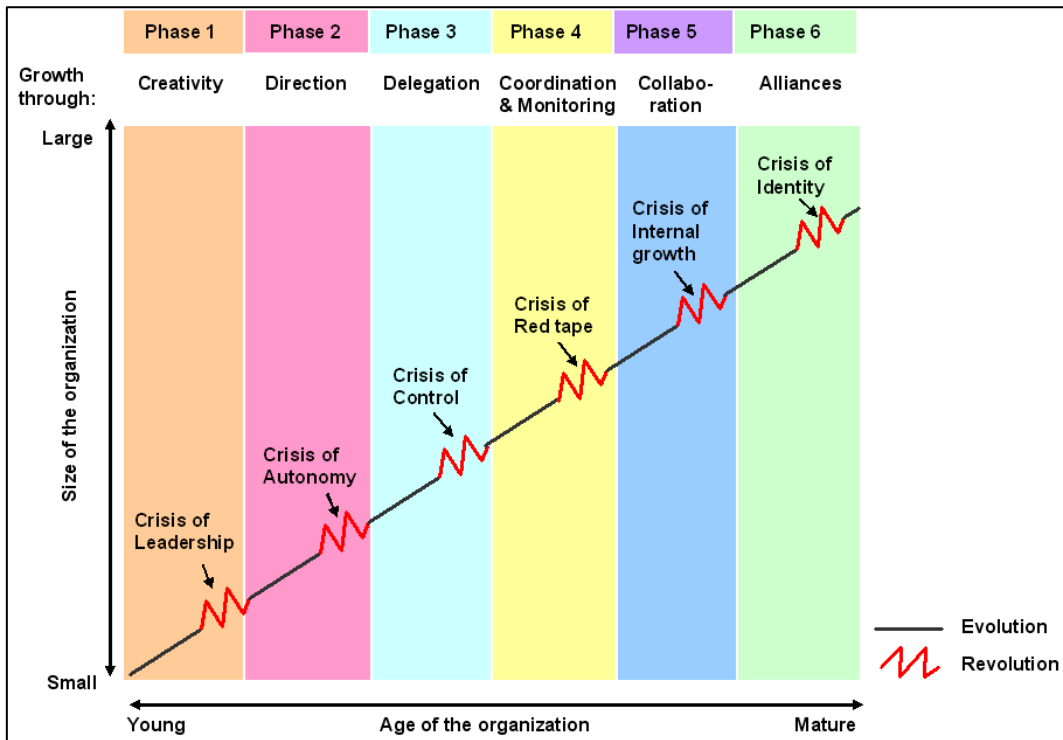 Phase 1
Phase 2
Phase 3
Phase 4
Phase 5
Phase 6
Growth
through:
Creativity
Direction
Delegation
Coordination
& Monitoring
Collabo-
ration
Alliances
Large
Size of the organization
Small
Crisis of
Leadership
Crisis of
Autonomy
Crisis of
Control
Crisis of
Red tape
Crisis of
Internal
growth
Crisis of
Identity
Evolution
Revolution
Young
Age of the organization
Mature